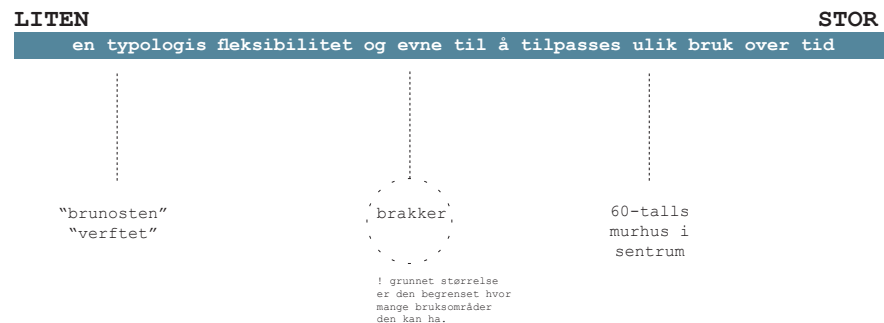 LITEN STOR
en typologis fleksibilitet og evne til å tilpasses ulik bruk over tid
“brunosten”
“verftet”
brakker
60-talls
murhus i
sentrum
! grunnet størrelse
er den begrenset hvor
mange bruksområder
den kan ha.